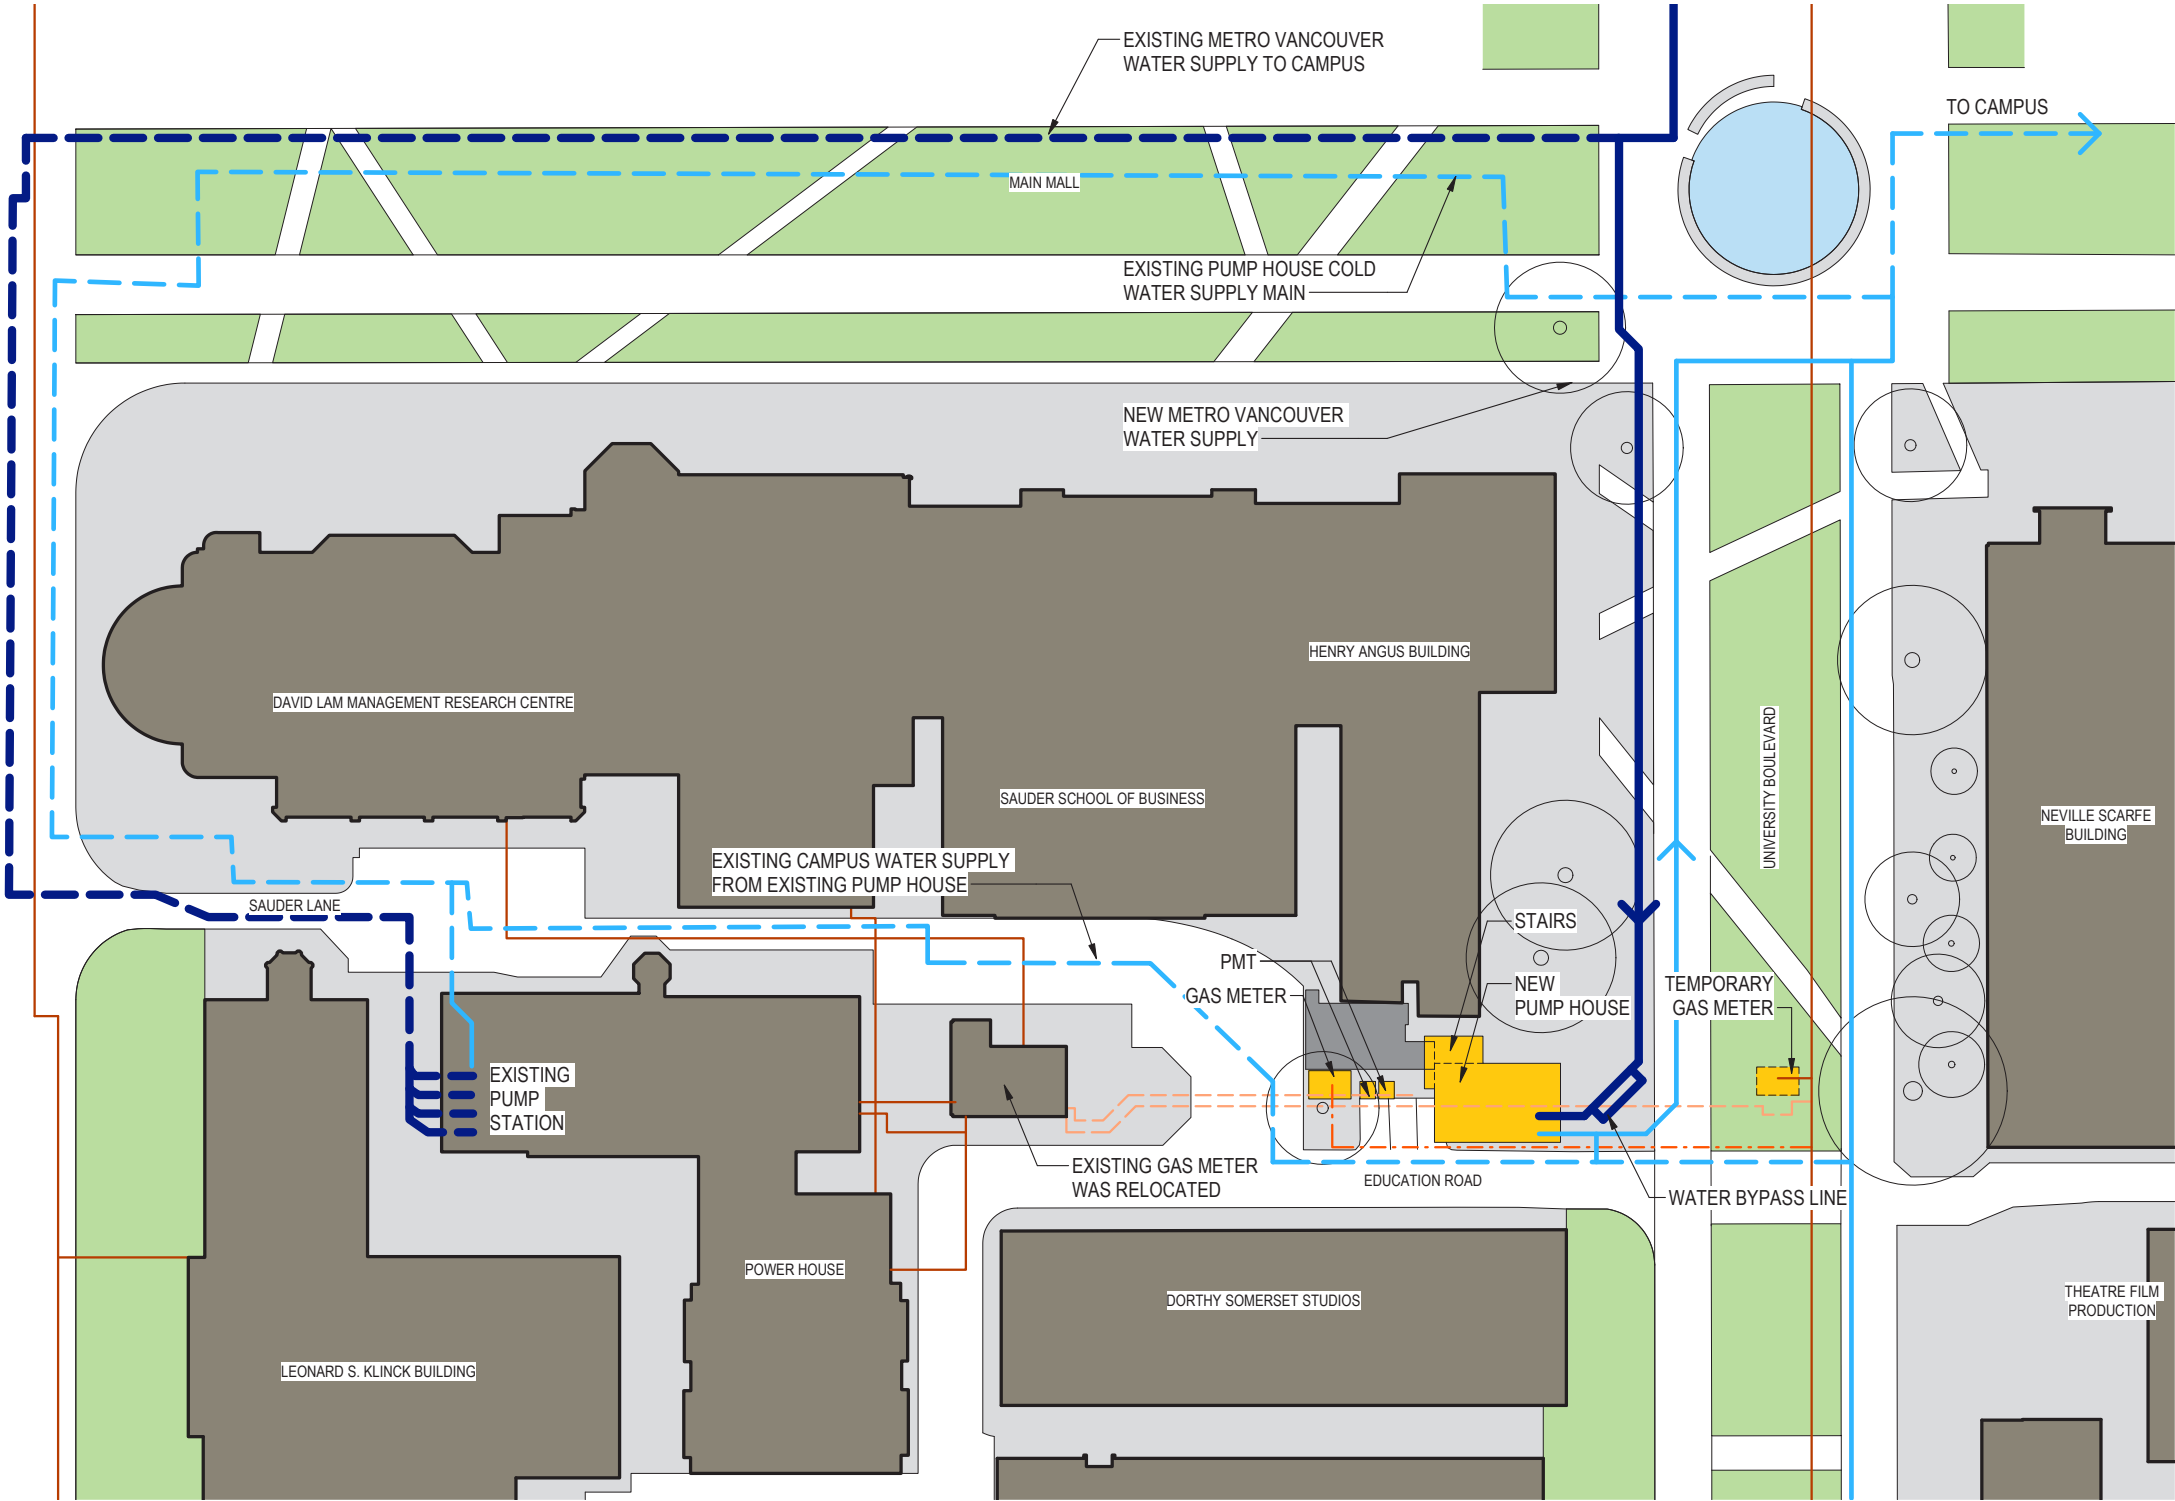 EXISTING METRO VANCOUVER
WATER SUPPLY TO CAMPUS
TO CAMPUS
MAIN MALL
EXISTING PUMP HOUSE COLD
WATER SUPPLY MAIN
NEW METRO VANCOUVER
WATER SUPPLY
HENRY ANGUS BUILDING
DAVID LAM MANAGEMENT RESEARCH CENTRE
UNIVERSITY BOULEVARD
SAUDER SCHOOL OF BUSINESS
NEVILLE SCARFE
BUILDING
EXISTING CAMPUS WATER SUPPLY
FROM EXISTING PUMP HOUSE
SAUDER LANE
STAIRS
PMT
GAS METER
NEW
PUMP HOUSE
TEMPORARY
GAS METER
EXISTING
PUMP
STATION
EXISTING GAS METER
WAS RELOCATED
EDUCATION ROAD
WATER BYPASS LINE
POWER HOUSE
DORTHY SOMERSET STUDIOS
THEATRE FILM
PRODUCTION
LEONARD S. KLINCK BUILDING